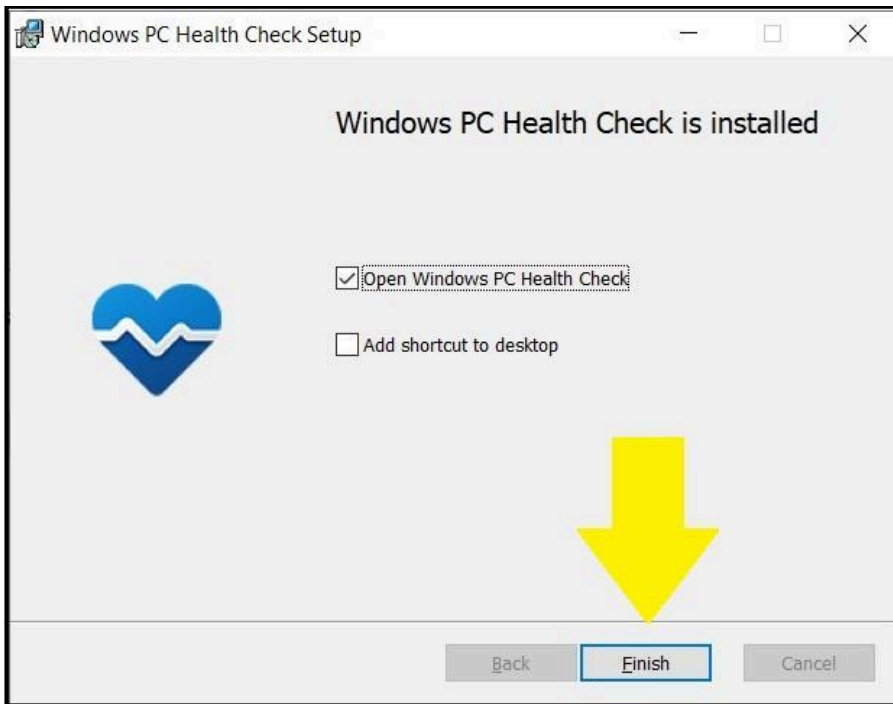 Windows PC Health Check Setup
Windows PC Health Check is installed
Open Windows PC Health Check
Add shortcut to desktop
Back Finish Cancel